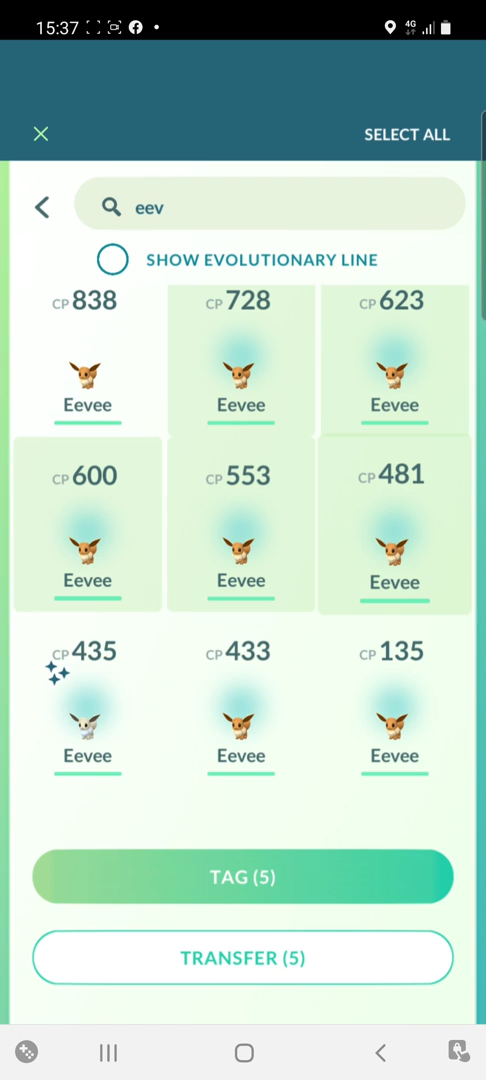 15:37
4G
SELECT ALL
eev
SHOW EVOLUTIONARY LINE
CP 838
CP 728
CP 623
Eevee
Eevee
Eevee
CP 600
CP 553
CP 481
Eevee
Eevee
Eevee
CP 435
CP 433
CP 135
Eevee
Eevee
Eevee
TAG (5)
TRANSFER (5)